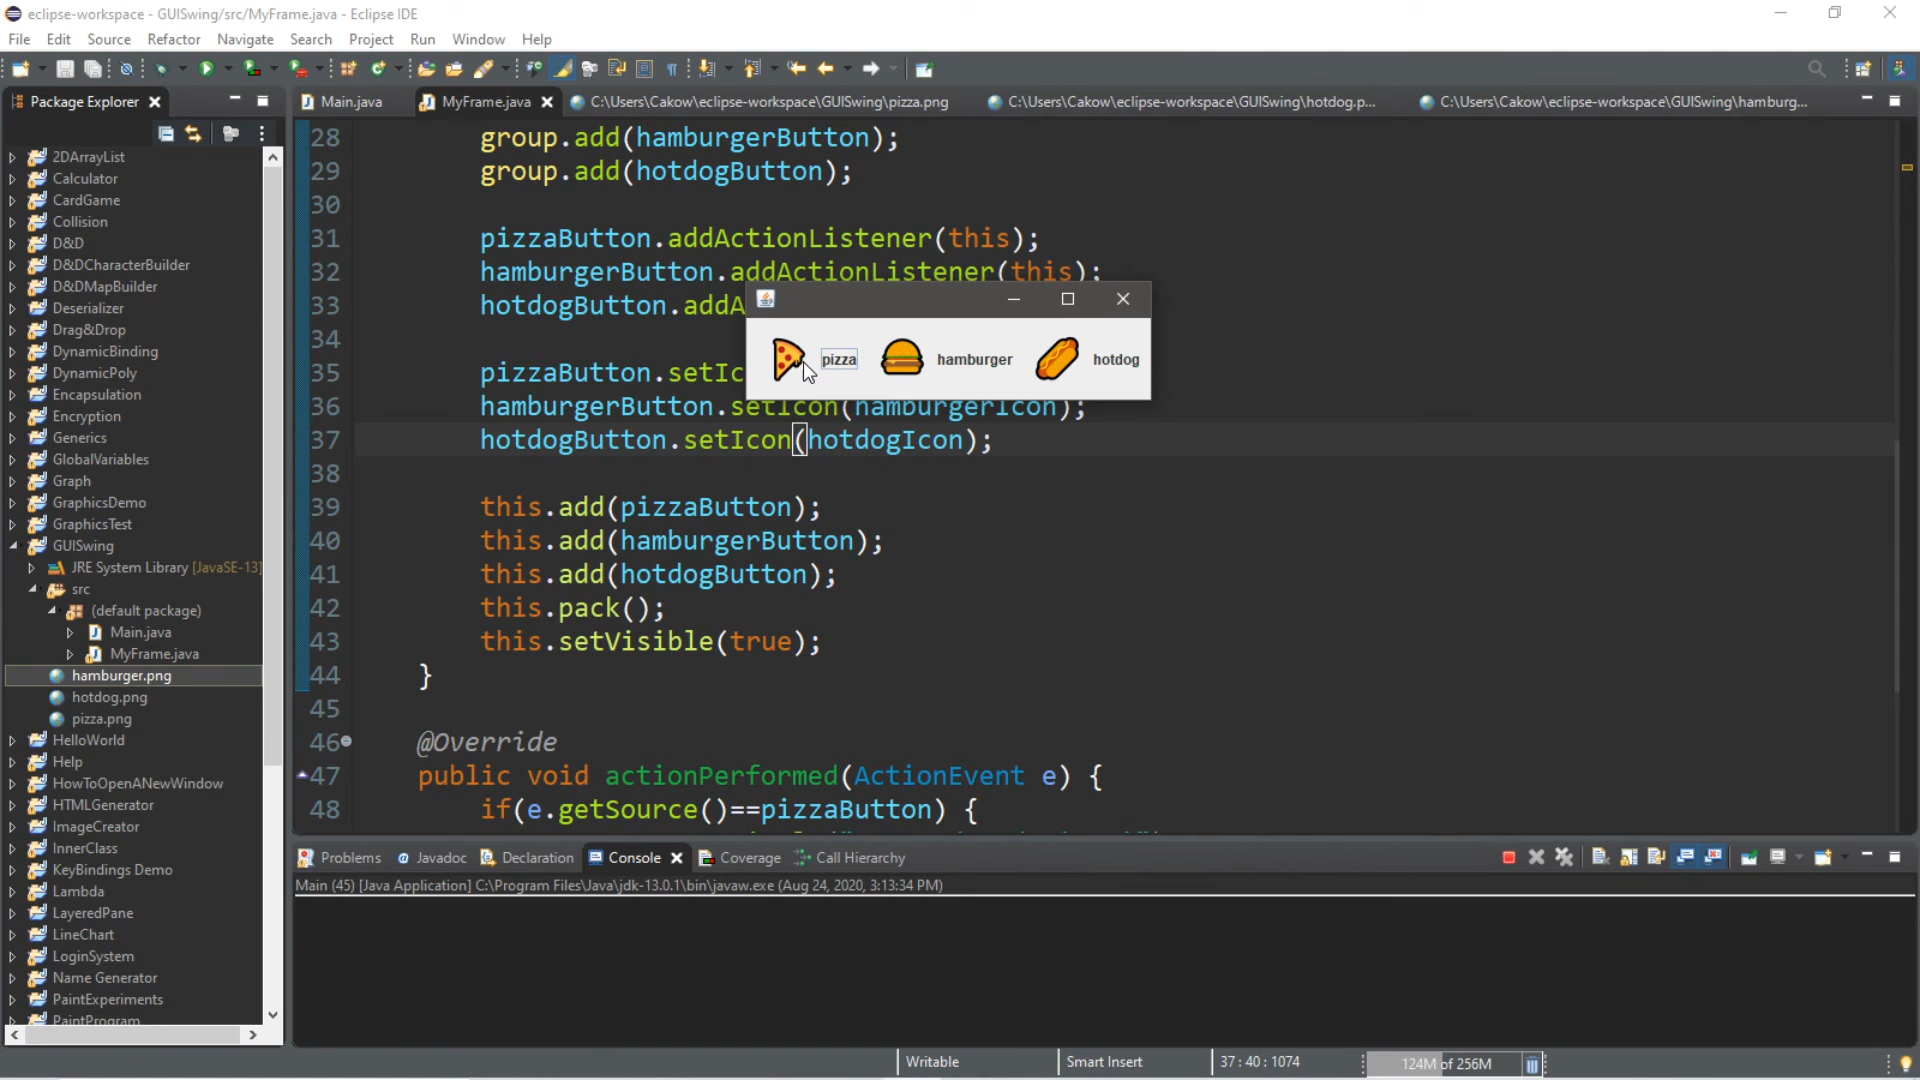 eclipse-workspace - GUISwing/src/MyFrame.java - Eclipse IDE
File Edit Source Refactor Navigate Search Project Run Window Help
Package Explorer
Main.java MyFrame.java C:\Users\Cakow\eclipse-workspace\GUISwing\pizza.png C:\Users\Cakow\eclipse-workspace\GUISwing\hotdog.p... C:\Users\Cakow\eclipse-workspace\GUISwing\hamburg...
2DArrayList
Calculator
CardGame
Collision
D&D
D&DCharacterBuilder
D&DMapBuilder
Deserializer
Drag&Drop
DynamicBinding
DynamicPoly
Encapsulation
Encryption
Generics
GlobalVariables
Graph
GraphicsDemo
GraphicsTest
GUISwing
JRE System Library [JavaSE-13]
src
(default package)
Main.java
MyFrame.java
hamburger.png
hotdog.png
pizza.png
HelloWorld
Help
HowToOpenANewWindow
HTMLGenerator
ImageCreator
InnerClass
KeyBindings Demo
Lambda
LayeredPane
LineChart
LoginSystem
Name Generator
PaintExperiments
PaintProgram
28 group.add(hamburgerButton);
29 group.add(hotdogButton);
30
31 pizzaButton.addActionListener(this);
32 hamburgerButton.addActionListener(this);
33 hotdogButton.addA
34
35 pizzaButton.setIc
36 hamburgerButton.setIcon(hamburgerIcon);
37 hotdogButton.setIcon(hotdogIcon);
38
39 this.add(pizzaButton);
40 this.add(hamburgerButton);
41 this.add(hotdogButton);
42 this.pack();
43 this.setVisible(true);
44 }
45
46 @Override
47 public void actionPerformed(ActionEvent e) {
48 if(e.getSource()==pizzaButton) {
pizza hamburger hotdog
Problems Javadoc Declaration Console Coverage Call Hierarchy
Main (45) [Java Application] C:\Program Files\Java\jdk-13.0.1\bin\javaw.exe (Aug 24, 2020, 3:13:34 PM)
Writable Smart Insert 37 : 40 : 1074 124M of 256M